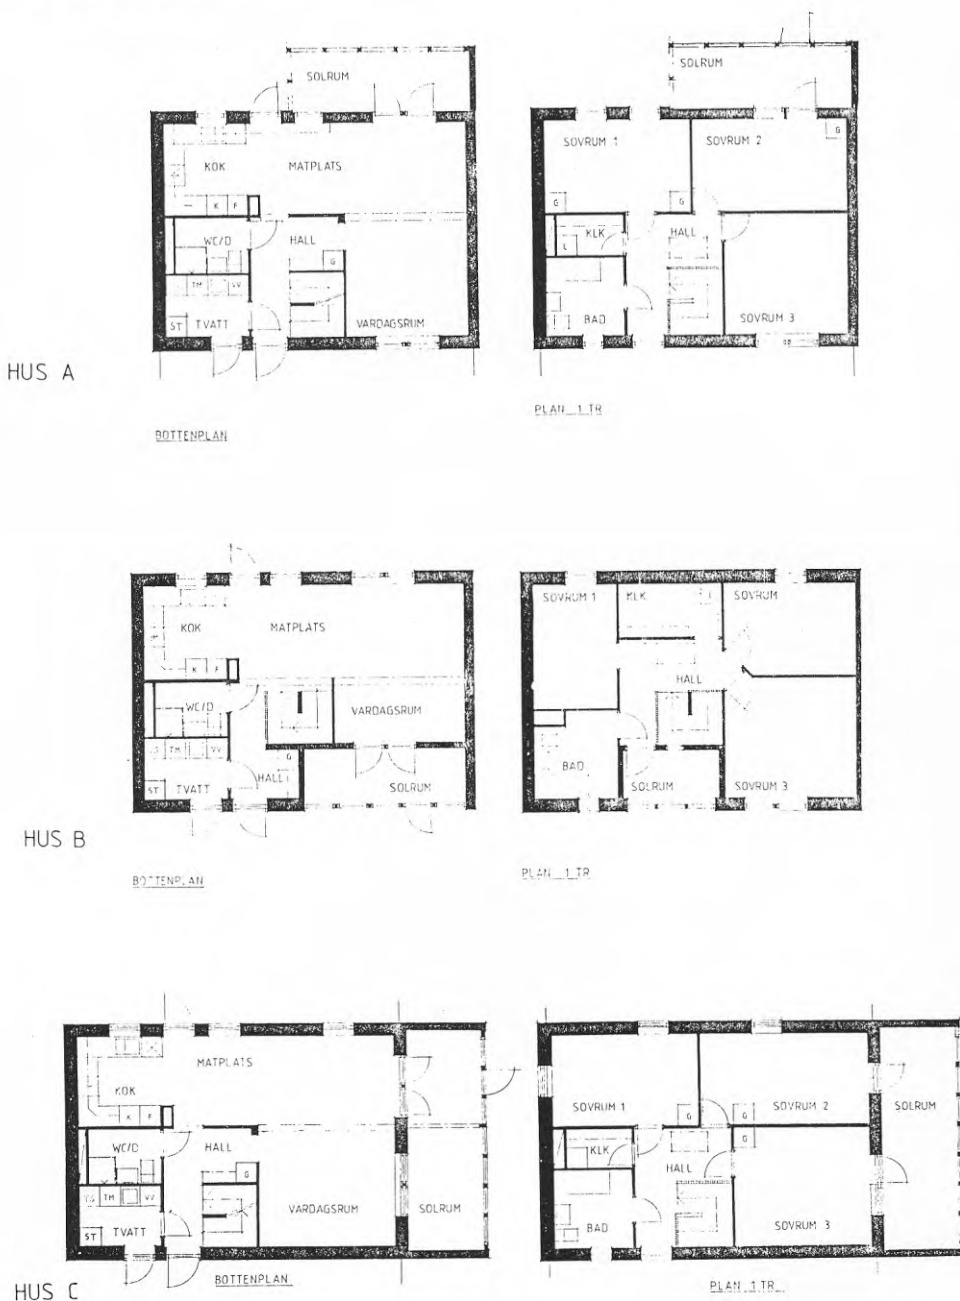 SOLRUM
KOK
MATPLATS
WC/D
HALL
K F
G
TM VV
ST
TVATT
VARDAGSRUM
SOLRUM
SOVRUM 1
SOVRUM 2
G
G
G
KLK
L
HALL
BAD
SOVRUM 3
HUS A
BOTTENPLAN
PLAN 1 TR
KOK
MATPLATS
K F
WC/D
VARDAGSRUM
TM VV
G
ST
TVATT
HALL
SOLRUM
SOVRUM 1
KLK
L
SOVRUM
HALL
BAD
SOLRUM
SOVRUM 3
HUS B
BOTTENPLAN
PLAN 1 TR
MATPLATS
KOK
K F
WC/D
HALL
G
TM VV
ST
TVATT
VARDAGSRUM
SOLRUM
SOVRUM 1
G
G
SOVRUM 2
SOLRUM
G
KLK
HALL
BAD
SOVRUM 3
HUS C
BOTTENPLAN
PLAN 1 TR